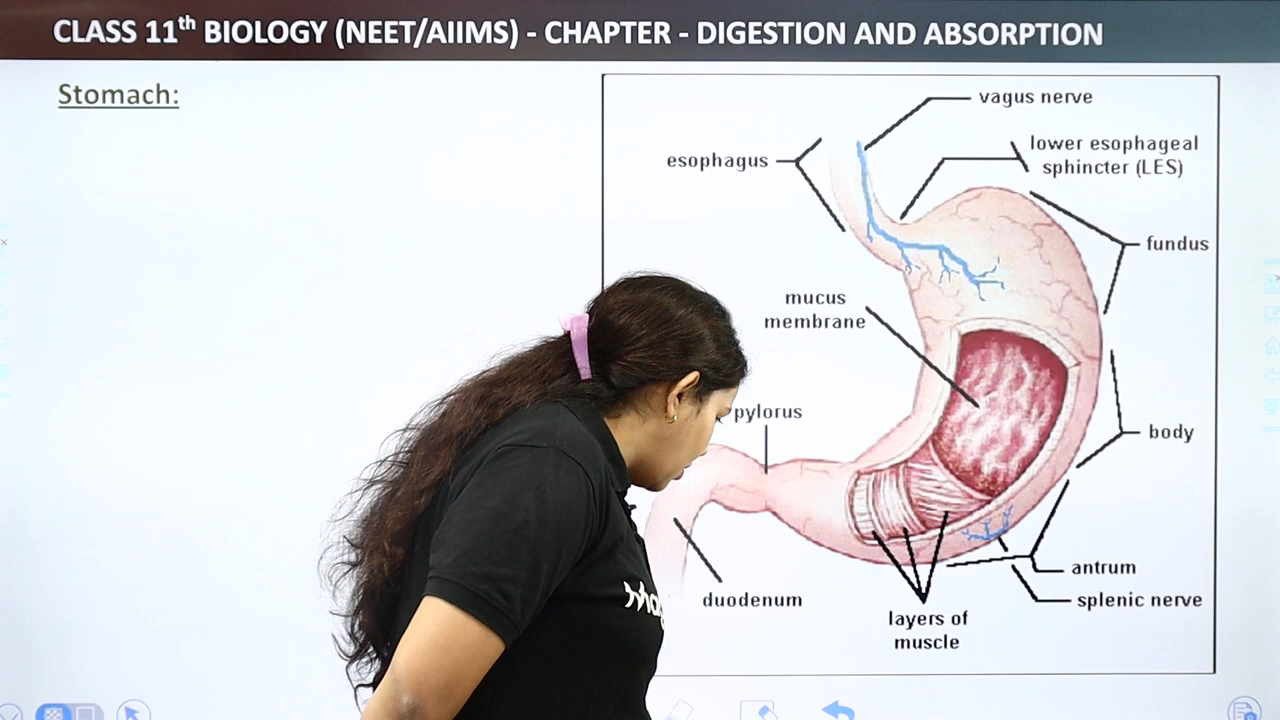 CLASS 11th BIOLOGY (NEET/AIIMS) - CHAPTER - DIGESTION AND ABSORPTION
Stomach:
vagus nerve
esophagus
lower esophageal
sphincter (LES)
fundus
mucus
membrane
pylorus
body
antrum
duodenum
splenic nerve
layers of
muscle